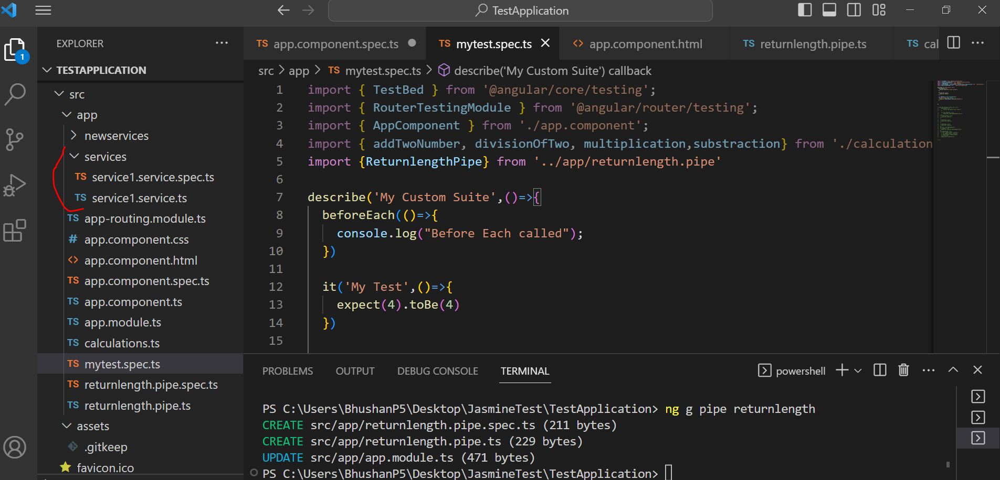 TestApplication
EXPLORER
TESTAPPLICATION
src
app
newservices
services
TS service1.service.spec.ts
TS service1.service.ts
TS app-routing.module.ts
# app.component.css
<> app.component.html
TS app.component.spec.ts
TS app.component.ts
TS app.module.ts
TS calculations.ts
TS mytest.spec.ts
TS returnlength.pipe.spec.ts
TS returnlength.pipe.ts
assets
.gitkeep
favicon.ico
1
TS app.component.spec.ts
TS mytest.spec.ts
<> app.component.html
TS returnlength.pipe.ts
TS cal
src > app > TS mytest.spec.ts > describe('My Custom Suite') callback
1 import { TestBed } from '@angular/core/testing';
2 import { RouterTestingModule } from '@angular/router/testing';
3 import { AppComponent } from './app.component';
4 import { addTwoNumber, divisionOfTwo, multiplication,substraction} from './calculation
5 import {ReturnlengthPipe} from '../app/returnlength.pipe'
6
7 describe('My Custom Suite',()=>{
8 beforeEach(()=>{
9 console.log("Before Each called");
10 })
11
12 it('My Test',()=>{
13 expect(4).toBe(4)
14 })
15
PROBLEMS OUTPUT DEBUG CONSOLE TERMINAL
powershell
PS C:\Users\BhushanP5\Desktop\JasmineTest\TestApplication> ng g pipe returnlength
CREATE src/app/returnlength.pipe.spec.ts (211 bytes)
CREATE src/app/returnlength.pipe.ts (229 bytes)
UPDATE src/app/app.module.ts (471 bytes)
PS C:\Users\BhushanP5\Desktop\JasmineTest\TestApplication>